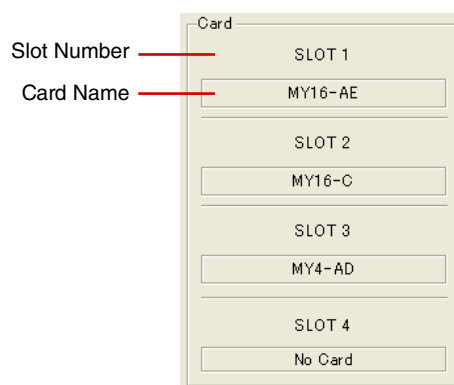 Card
Slot Number
SLOT 1
Card Name
MY16-AE
SLOT 2
MY16-C
SLOT 3
MY4-AD
SLOT 4
No Card